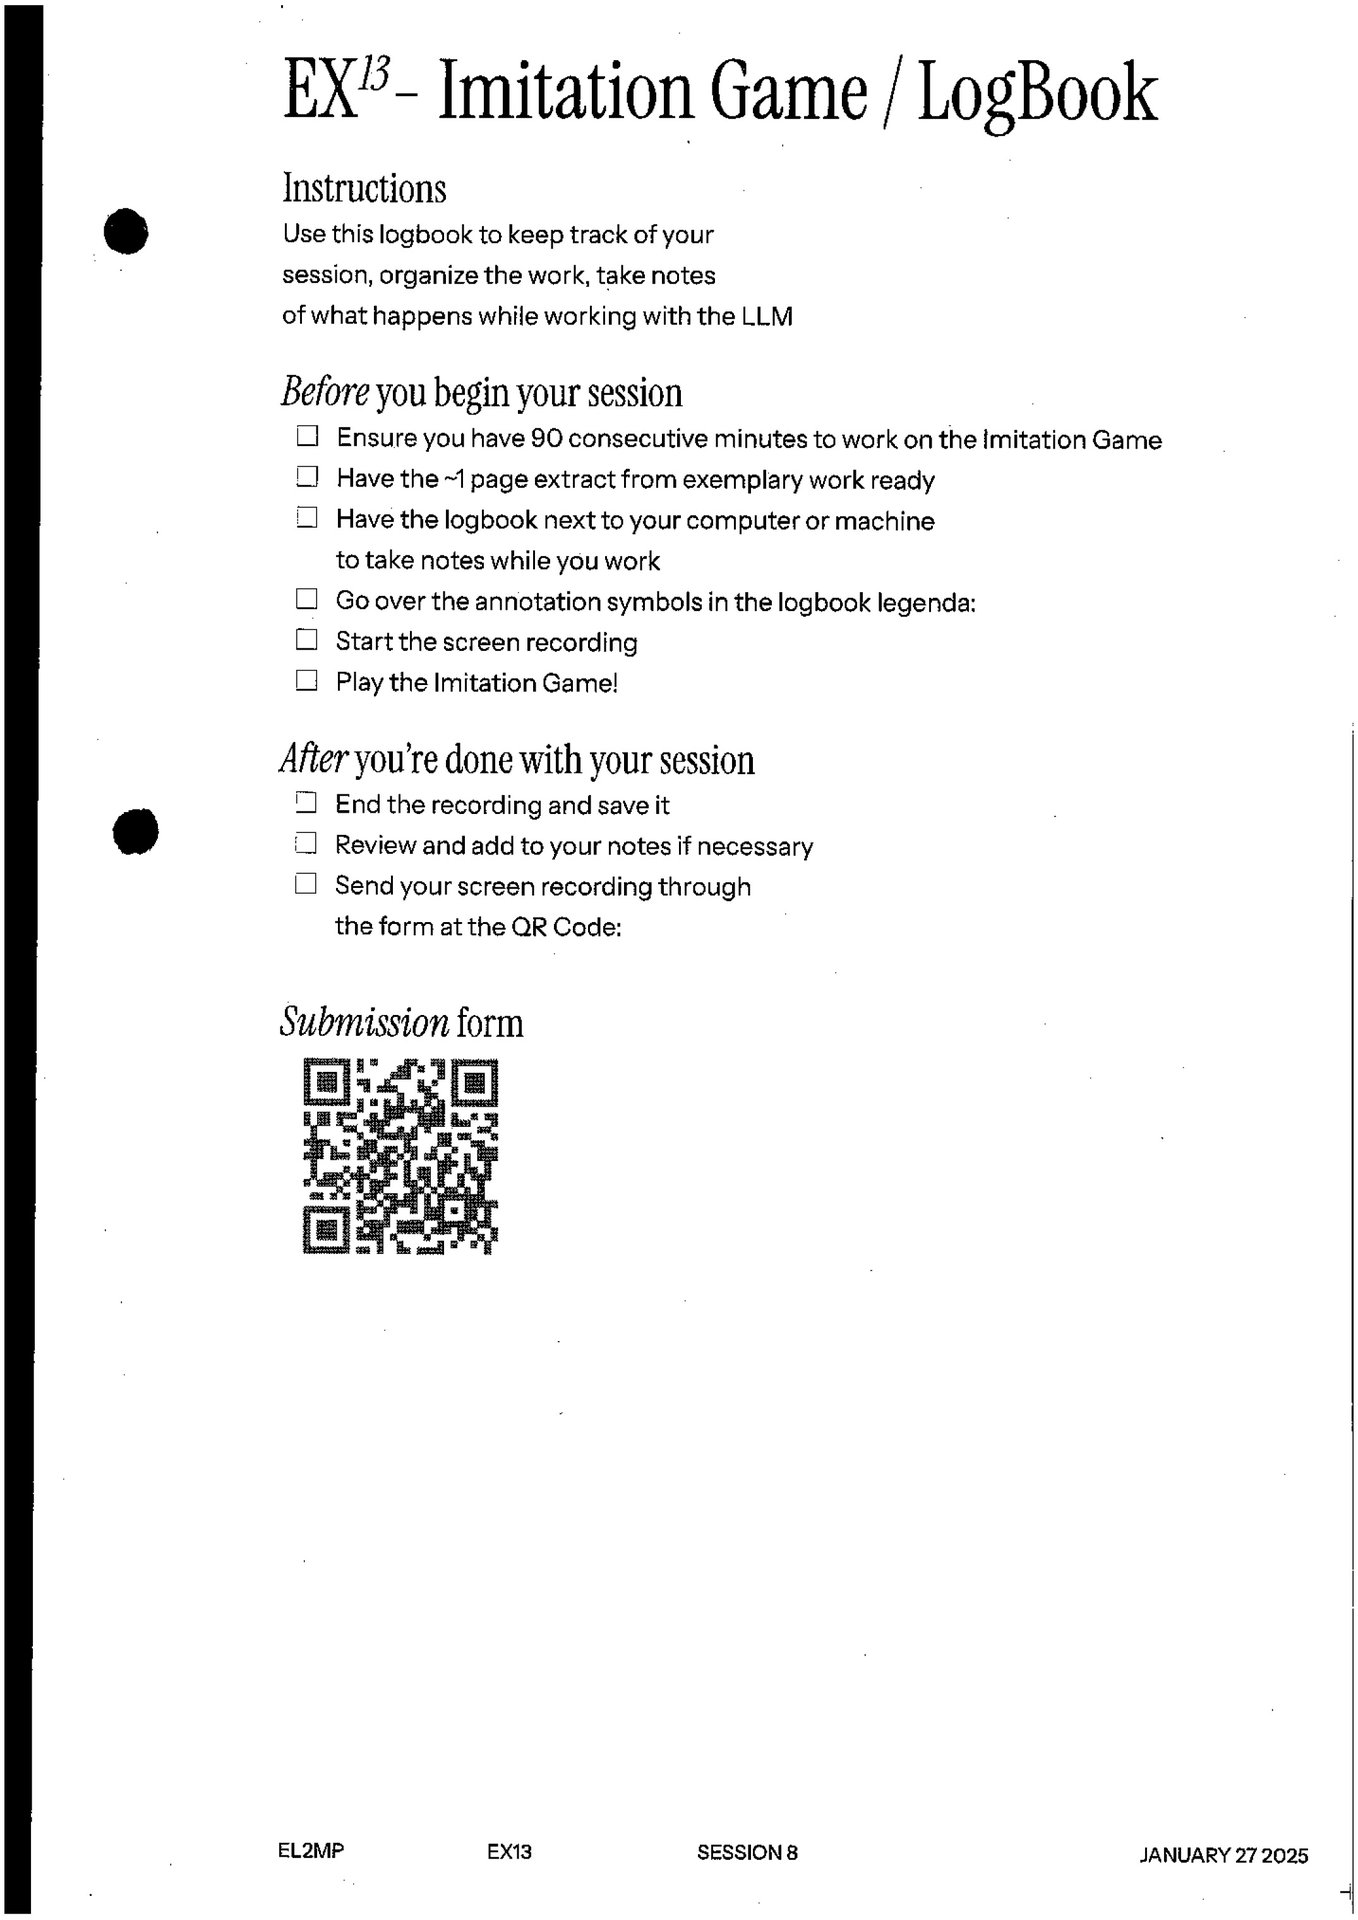 EX13 – Imitation Game / LogBook
Instructions
Use this logbook to keep track of your
session, organize the work, take notes
of what happens while working with the LLM
Before you begin your session
☐ Ensure you have 90 consecutive minutes to work on the Imitation Game
☐ Have the ~1 page extract from exemplary work ready
☐ Have the logbook next to your computer or machine
to take notes while you work
☐ Go over the annotation symbols in the logbook legenda:
☐ Start the screen recording
☐ Play the Imitation Game!
After you're done with your session
☐ End the recording and save it
☐ Review and add to your notes if necessary
☐ Send your screen recording through
the form at the QR Code:
Submission form
EL2MP EX13 SESSION 8 JANUARY 27 2025